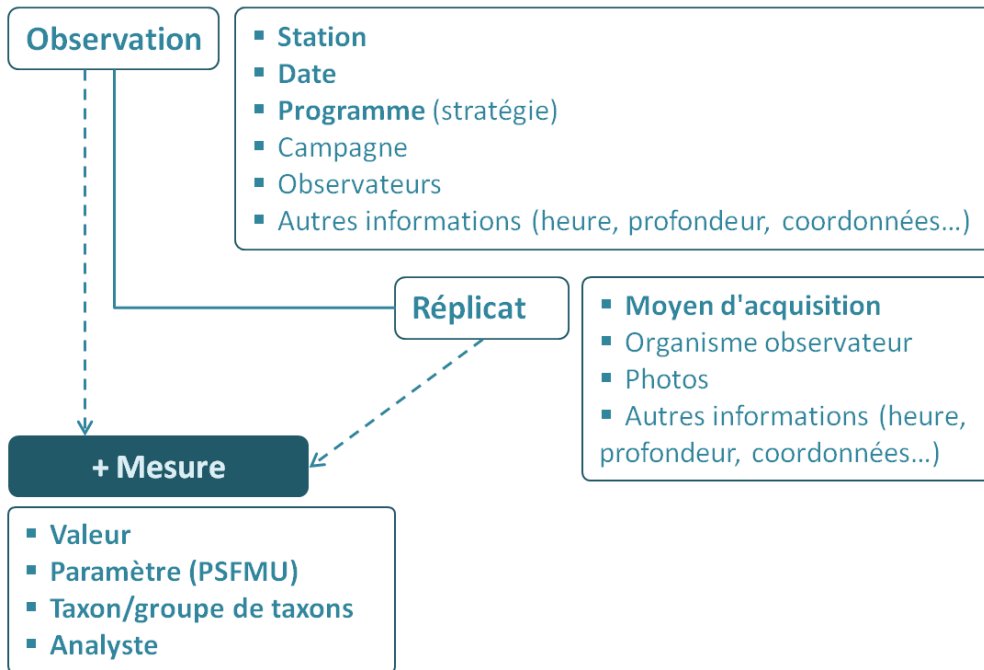 Observation
▪ Station
▪ Date
▪ Programme (stratégie)
▪ Campagne
▪ Observateurs
▪ Autres informations (heure, profondeur, coordonnées…)
Réplicat
▪ Moyen d'acquisition
▪ Organisme observateur
▪ Photos
▪ Autres informations (heure,
profondeur, coordonnées…)
+ Mesure
▪ Valeur
▪ Paramètre (PSFMU)
▪ Taxon/groupe de taxons
▪ Analyste